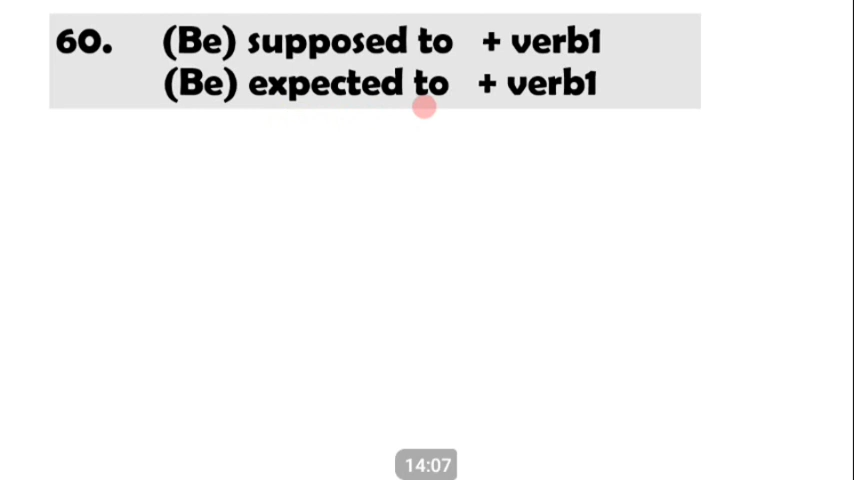 60. (Be) supposed to + verb1
(Be) expected to + verb1
14:07